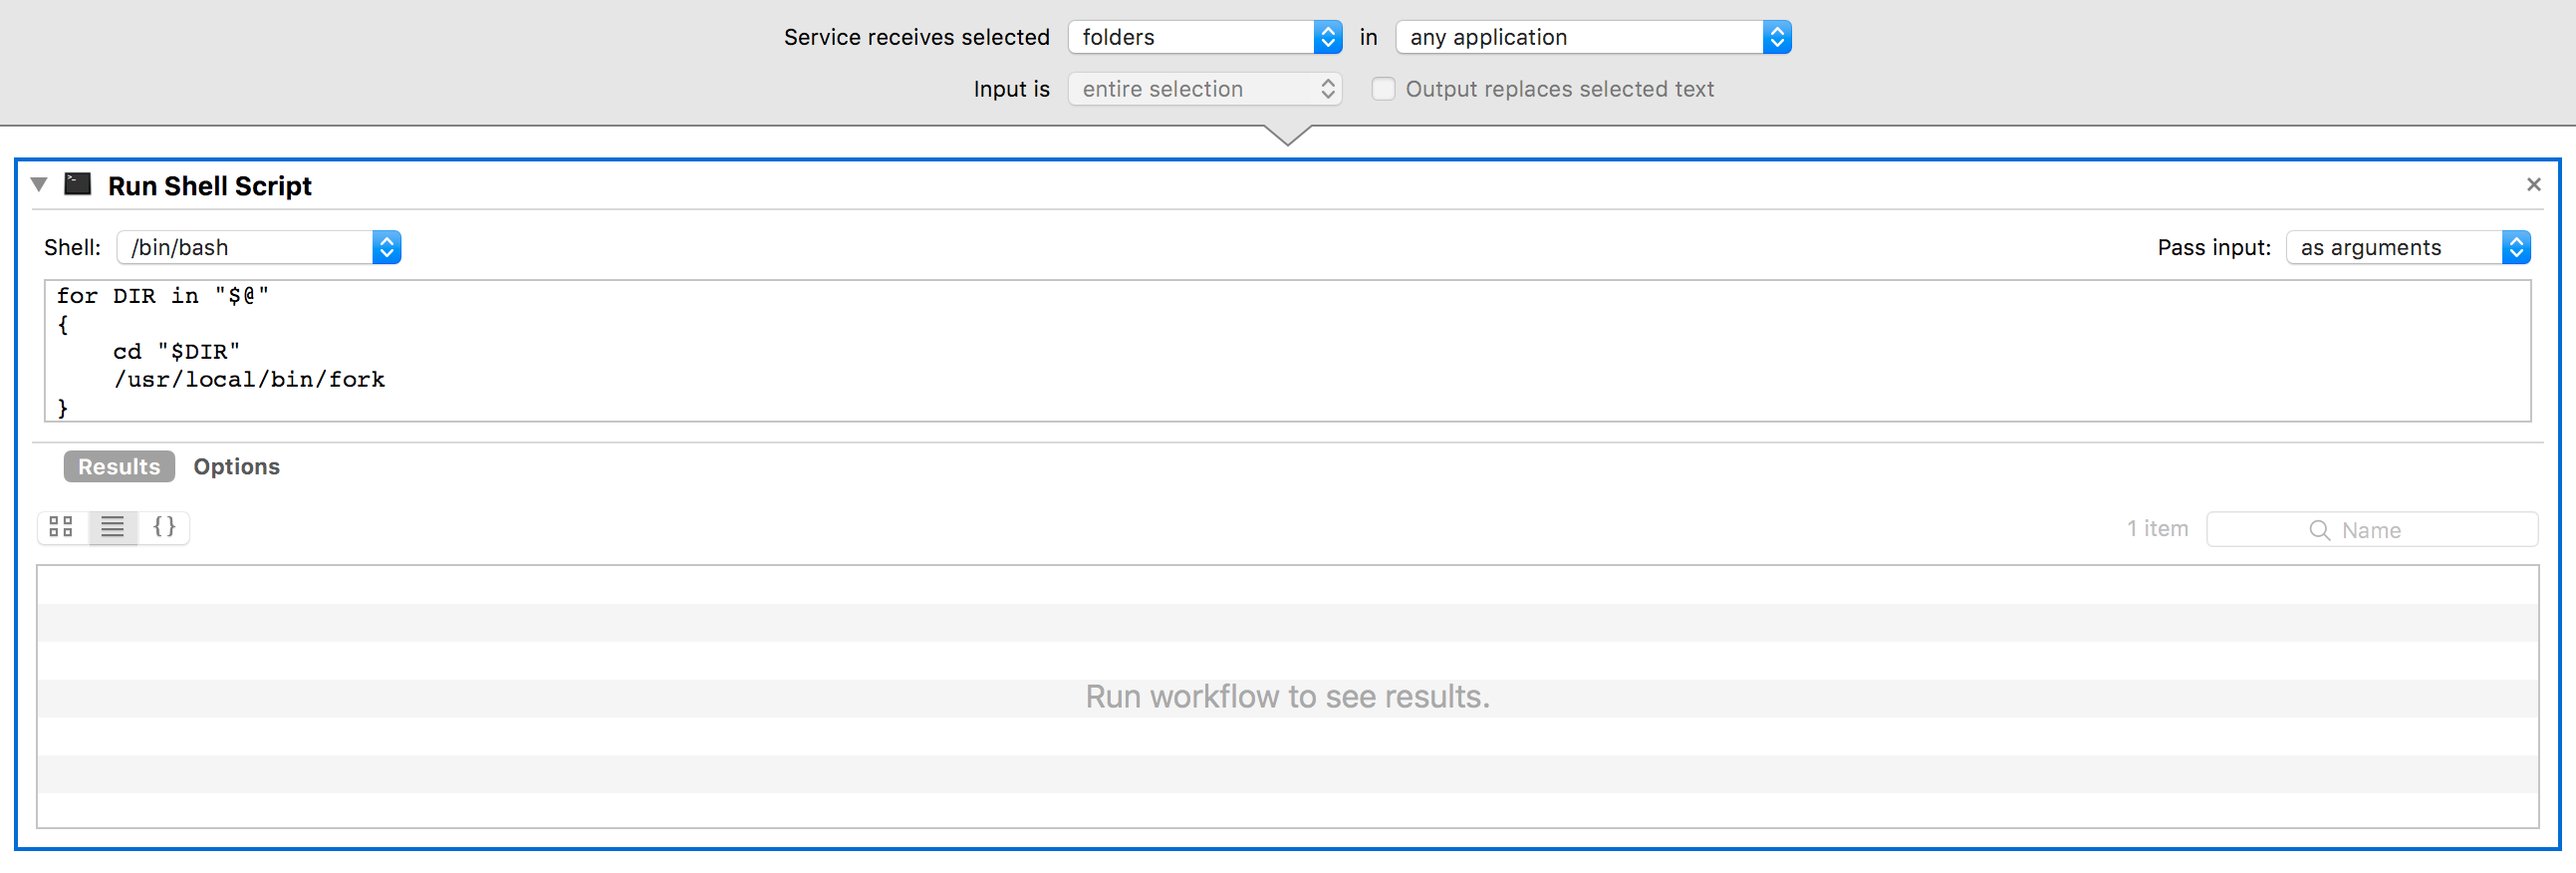 Service receives selected folders in any application
Input is entire selection Output replaces selected text
Run Shell Script
Shell: /bin/bash Pass input: as arguments
for DIR in "$@"
{
    cd "$DIR"
    /usr/local/bin/fork
}
Results Options
{} 1 item Name
Run workflow to see results.